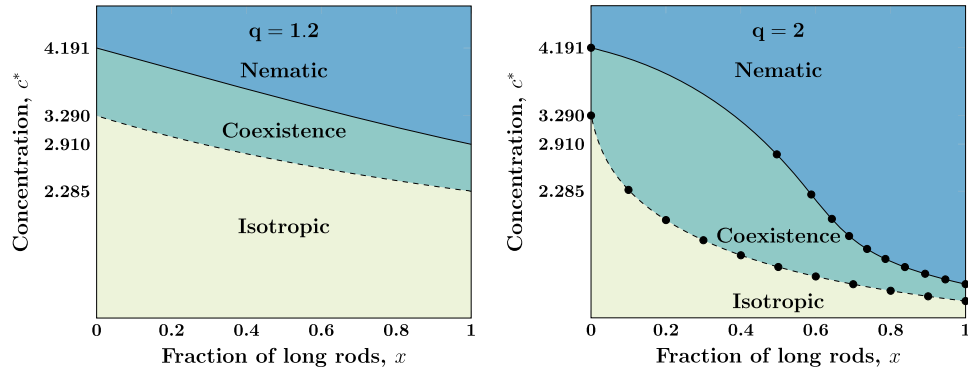 q = 1.2
Nematic
Coexistence
Isotropic
4.191
3.290
2.910
2.285
Concentration, c*
0
0.2
0.4
0.6
0.8
1
Fraction of long rods, x
q = 2
Nematic
Coexistence
Isotropic
4.191
3.290
2.910
2.285
Concentration, c*
0
0.2
0.4
0.6
0.8
1
Fraction of long rods, x